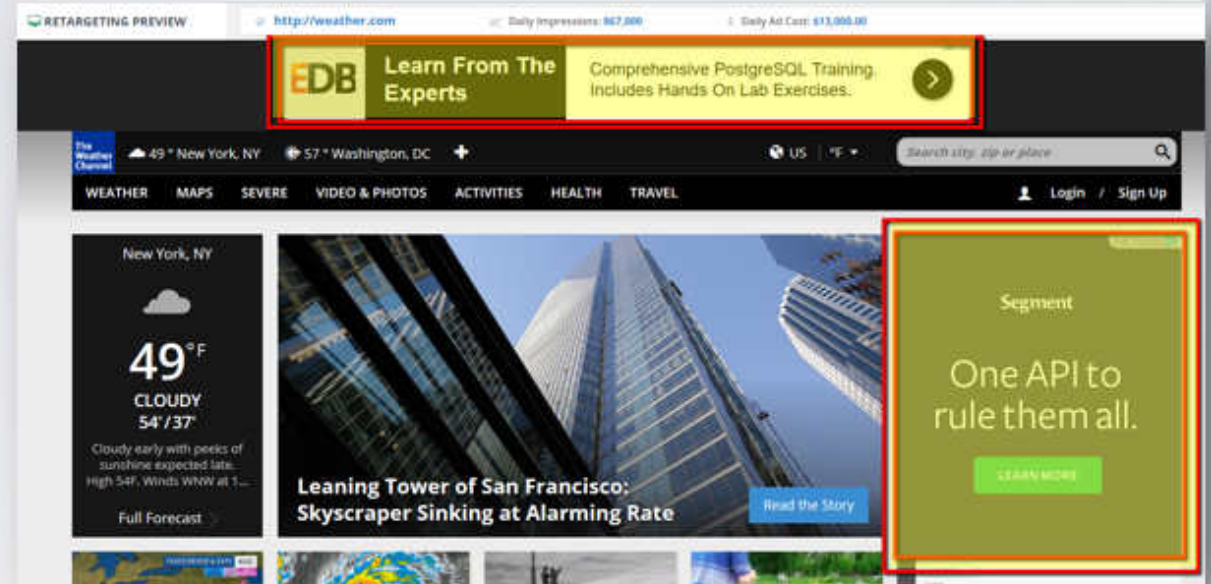 RETARGETING PREVIEW
http://weather.com
Daily Impressions: 867,000
Daily Ad Cost: $13,000.00
EDB
Learn From The
Experts
Comprehensive PostgreSQL Training.
Includes Hands On Lab Exercises.
The
Weather
Channel
49 ° New York, NY
57 ° Washington, DC
US
°F
Search city, zip or place
WEATHER MAPS SEVERE VIDEO & PHOTOS ACTIVITIES HEALTH TRAVEL
Login / Sign Up
New York, NY
49°F
CLOUDY
54°/37°
Cloudy early with peeks of
sunshine expected late.
High 54F. Winds WNW at 1...
Full Forecast
Leaning Tower of San Francisco:
Skyscraper Sinking at Alarming Rate
Read the Story
Segment
One API to
rule them all.
LEARN MORE